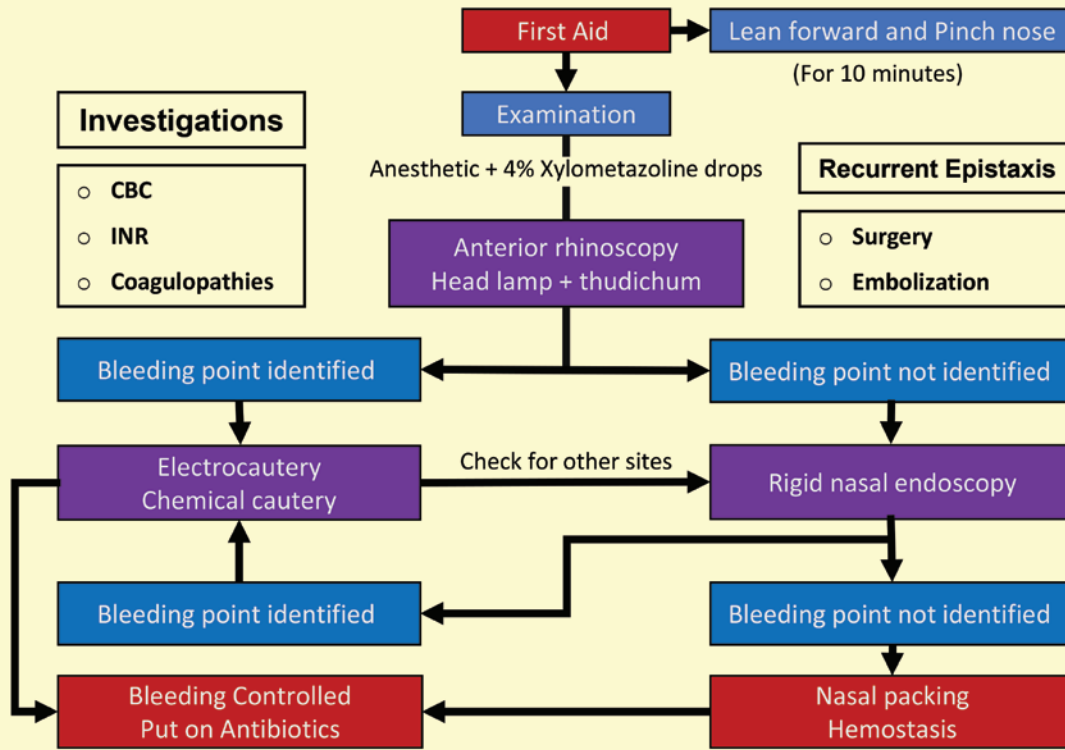 First Aid
Lean forward and Pinch nose
(For 10 minutes)
Investigations
Examination
Anesthetic + 4% Xylometazoline drops
Recurrent Epistaxis
CBC
INR
Coagulopathies
Anterior rhinoscopy
Head lamp + thudichum
Surgery
Embolization
Bleeding point identified
Bleeding point not identified
Electrocautery
Chemical cautery
Check for other sites
Rigid nasal endoscopy
Bleeding point identified
Bleeding point not identified
Bleeding Controlled
Put on Antibiotics
Nasal packing
Hemostasis